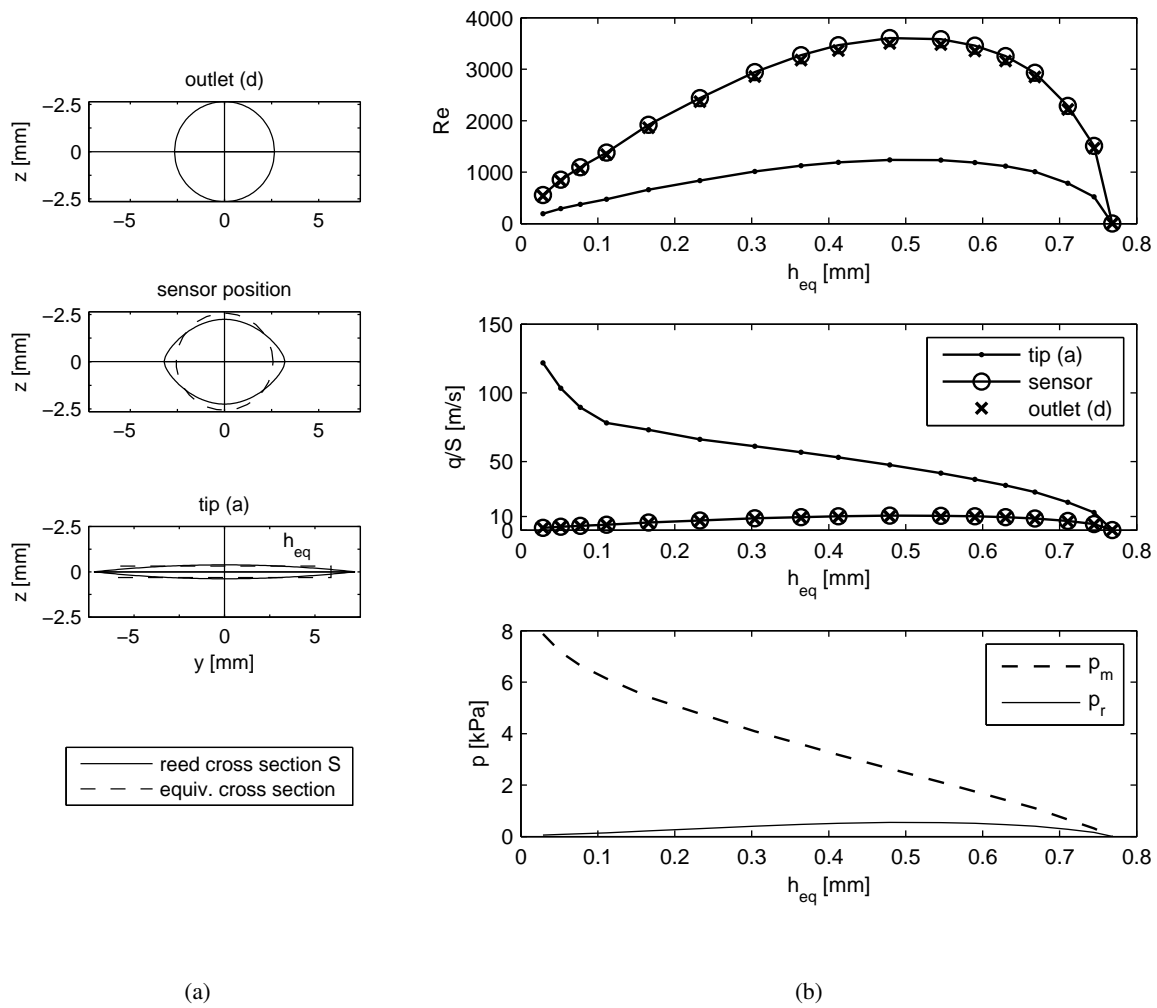 outlet (d)
−2.5
0
2.5
z [mm]
−5 0 5
sensor position
−2.5
0
2.5
z [mm]
−5 0 5
tip (a)
h_eq
−2.5
0
−2.5
z [mm]
−5 0 5
y [mm]
reed cross section S
equiv. cross section
(a)
4000
3000
2000
1000
0
Re
0 0.1 0.2 0.3 0.4 0.5 0.6 0.7 0.8
h_eq [mm]
150
100
50
10
0
q/S [m/s]
tip (a)
sensor
outlet (d)
0 0.1 0.2 0.3 0.4 0.5 0.6 0.7 0.8
h_eq [mm]
8
6
4
2
0
p [kPa]
p_m
p_r
0 0.1 0.2 0.3 0.4 0.5 0.6 0.7 0.8
h_eq [mm]
(b)